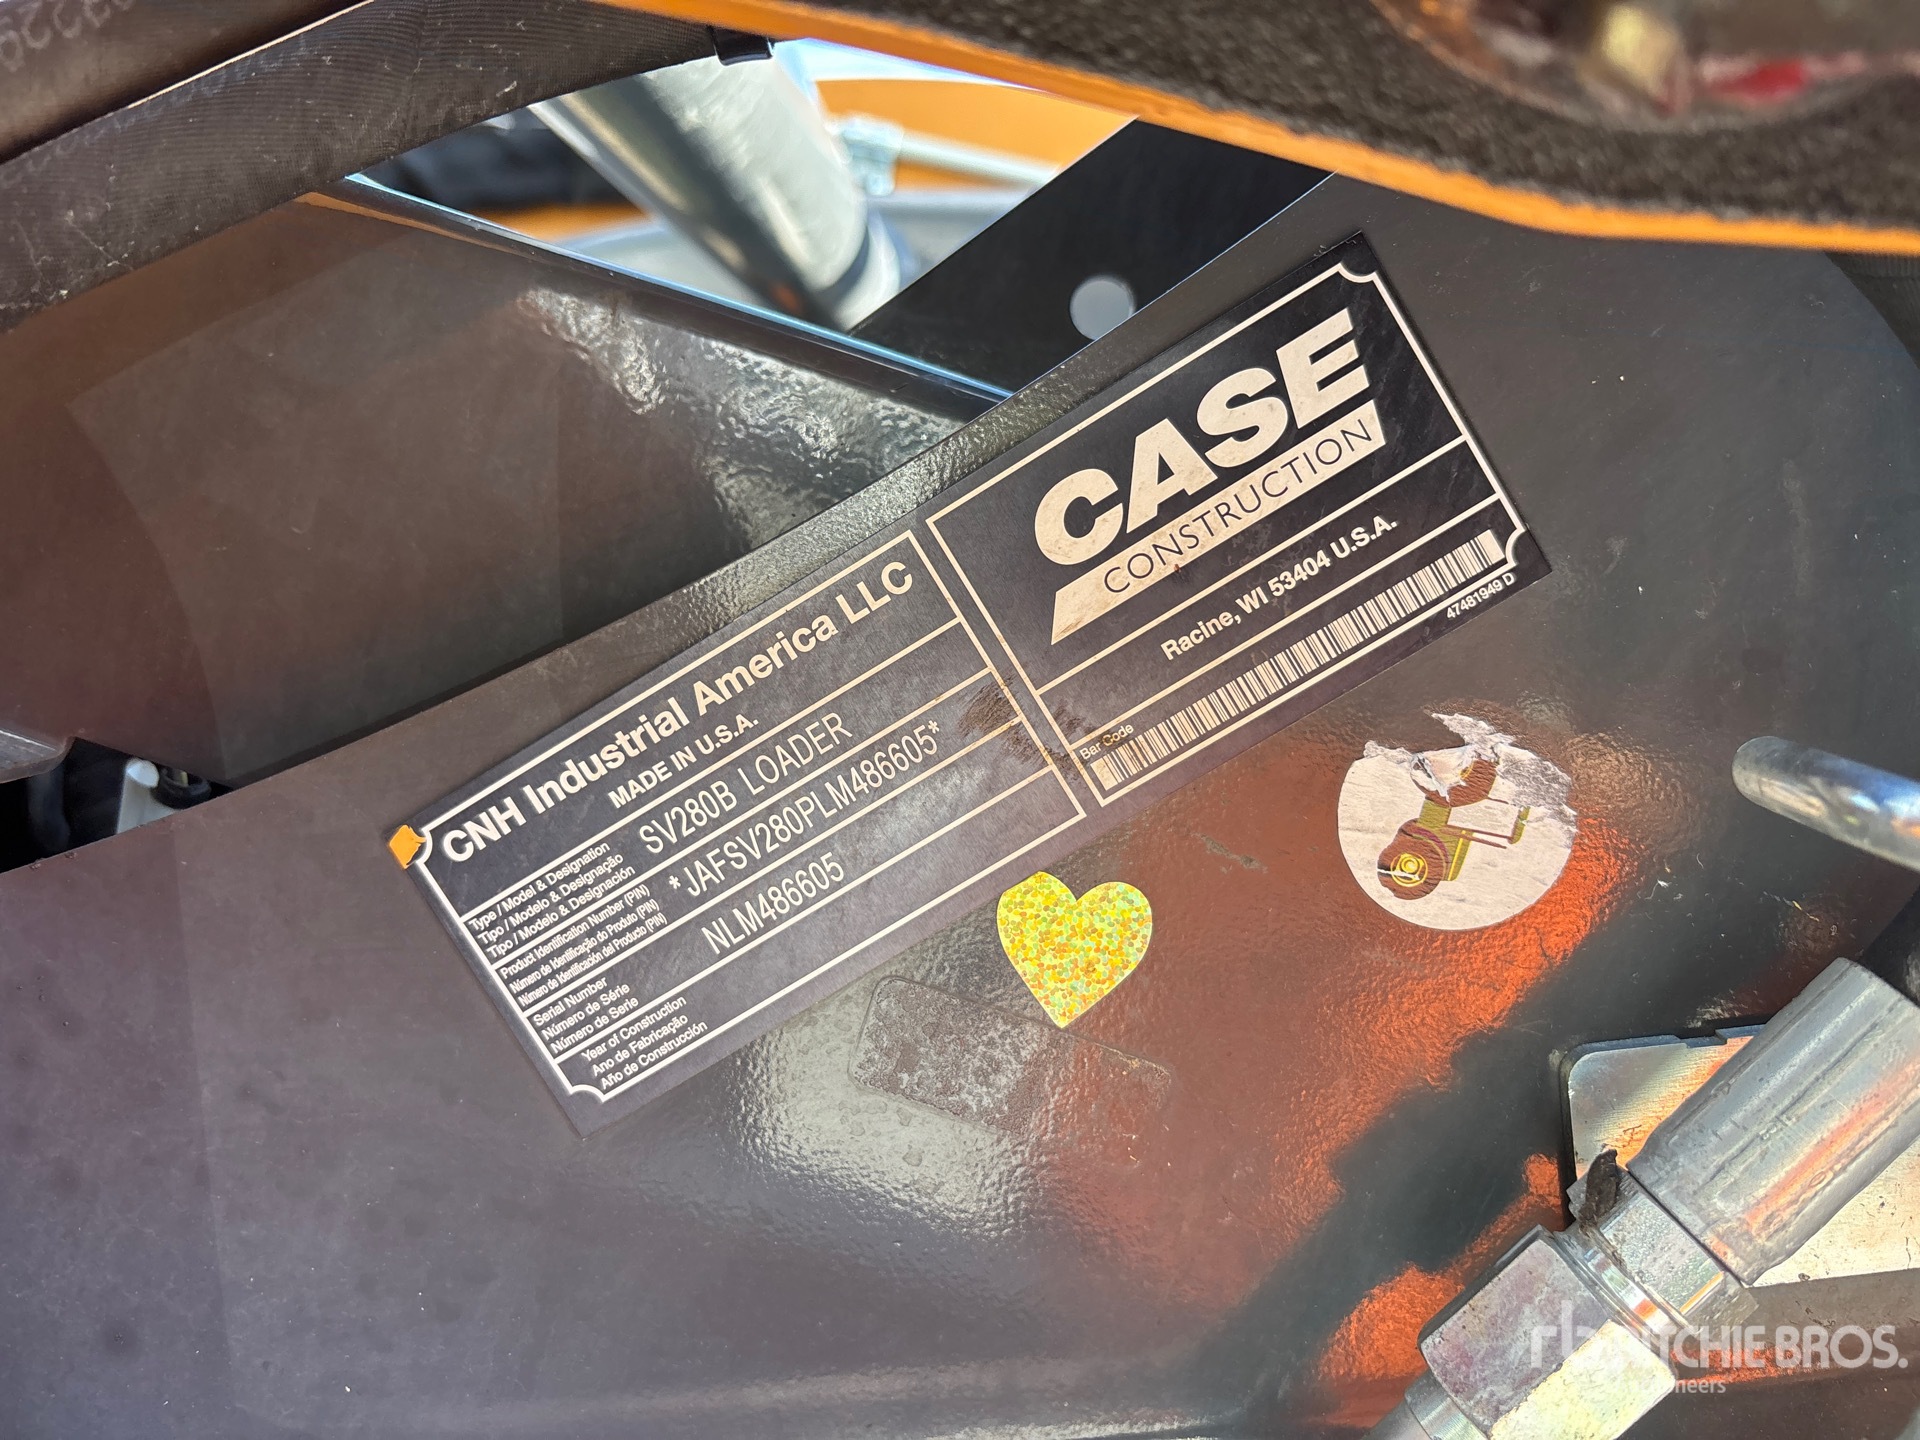 CNH Industrial America LLC
MADE IN U.S.A.
Type / Model & Designation
Tipo / Modelo & Designação
Tipo / Modelo & Designación
SV280B LOADER
Product Identification Number (PIN)
Número de Identificação do Produto (PIN)
Número de Identificación del Producto (PIN)
*JAFSV280PLM486605*
Serial Number
Número de Série
Número de Serie
NLM486605
Year of Construction
Ano de Fabricação
Año de Construcción
CASE
CONSTRUCTION
Racine, WI 53404 U.S.A.
Bar Code
47481949 D
rb RITCHIE BROS.